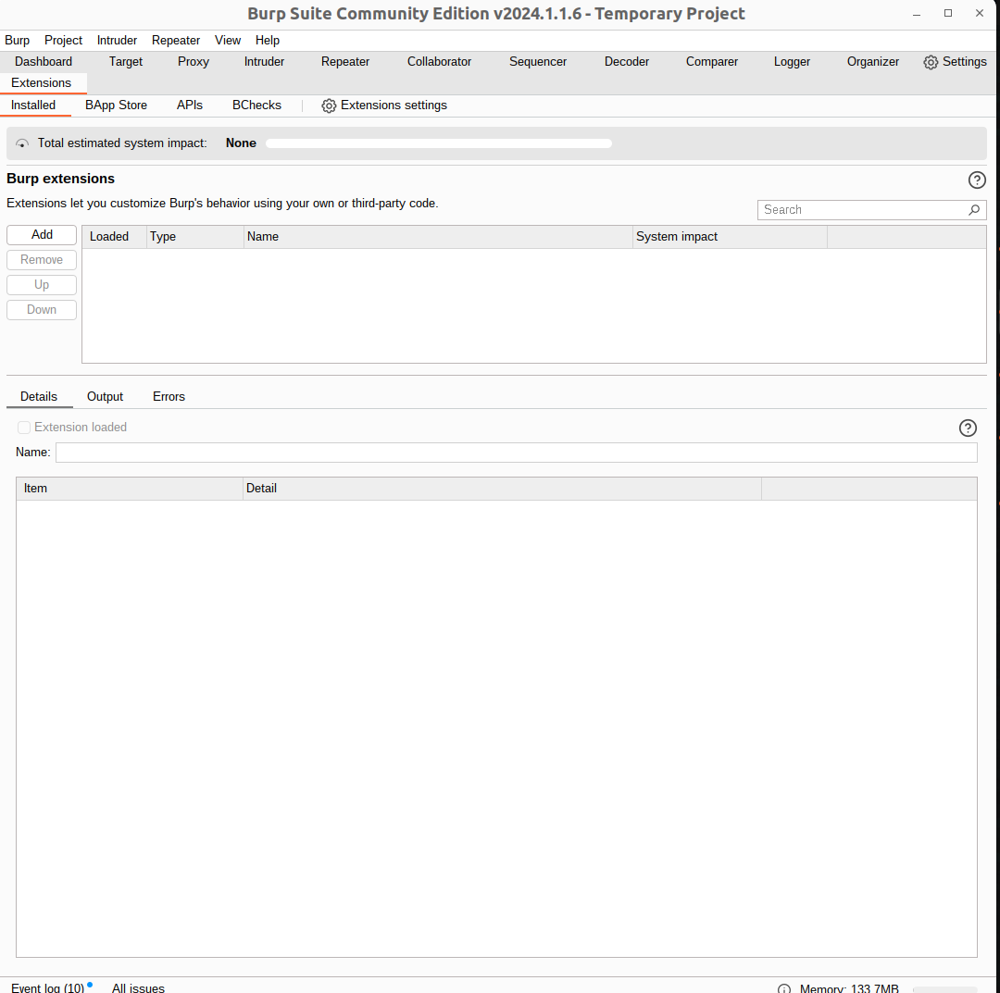 Burp Suite Community Edition v2024.1.1.6 - Temporary Project
Burp Project Intruder Repeater View Help
Dashboard Target Proxy Intruder Repeater Collaborator Sequencer Decoder Comparer Logger Organizer Settings
Extensions
Installed BApp Store APIs BChecks Extensions settings
Total estimated system impact: None
Burp extensions
Extensions let you customize Burp's behavior using your own or third-party code.
Search
Add Loaded Type Name System impact
Remove
Up
Down
Details Output Errors
Extension loaded
Name:
Item Detail
Event log (10) All issues Memory: 133.7MB